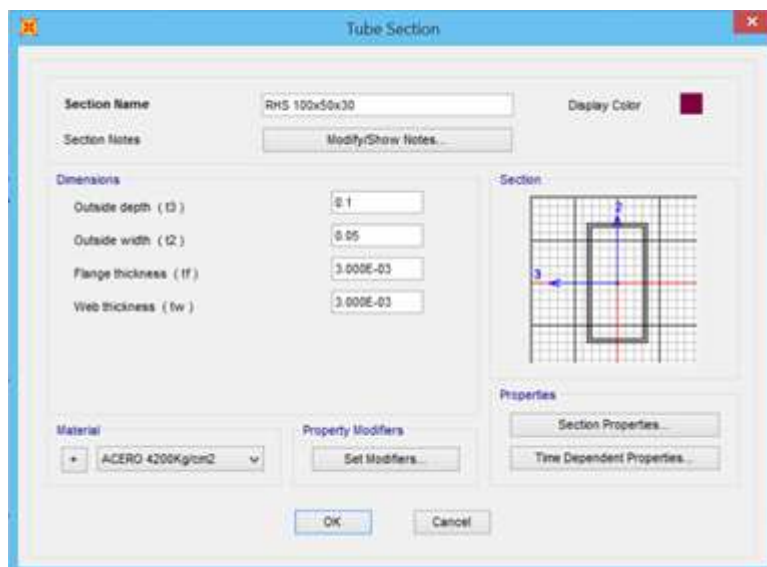 Tube Section
Section Name RHS 100x50x30 Display Color
Section Notes Modify/Show Notes...
Dimensions
Outside depth ( t3 ) 0.1
Outside width ( t2 ) 0.05
Flange thickness ( tf ) 3.000E-03
Web thickness ( tw ) 3.000E-03
Section
2
3
Properties
Section Properties...
Time Dependent Properties...
Material
+ ACERO 4200Kg/cm2
Property Modifiers
Set Modifiers...
OK Cancel